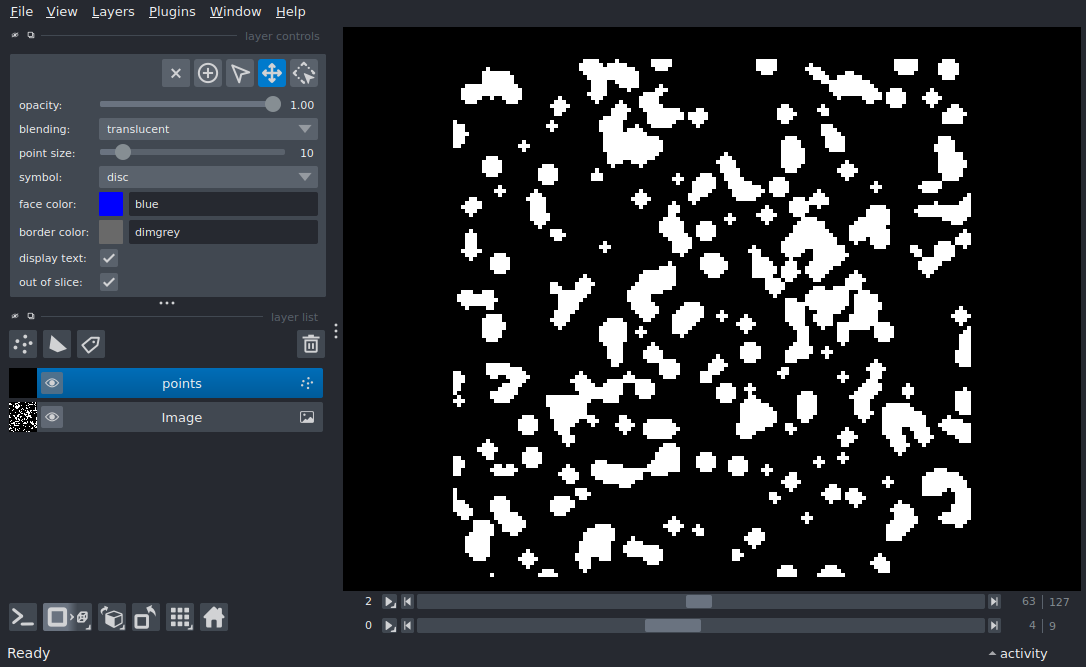 File View Layers Plugins Window Help
layer controls
opacity: 1.00
blending: translucent
point size: 10
symbol: disc
face color: blue
border color: dimgrey
display text:
out of slice:
layer list
points
Image
2 63 127
0 4 9
Ready activity